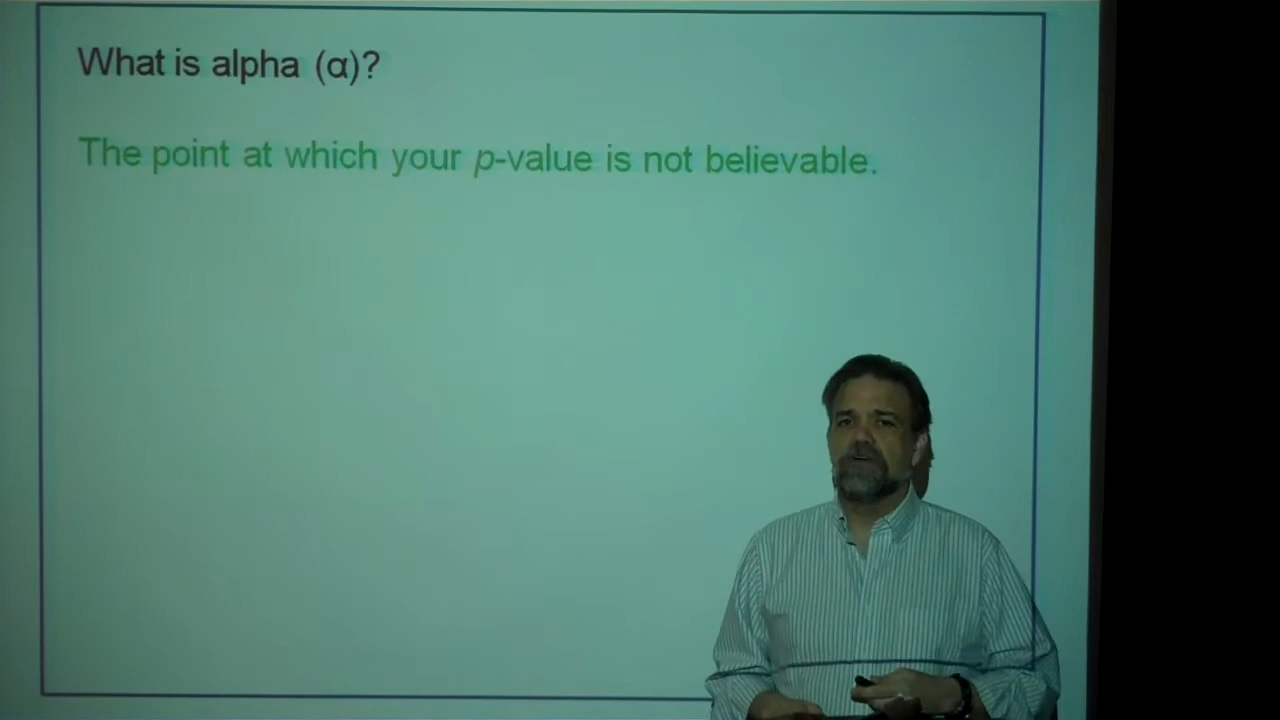 What is alpha (α)?
The point at which your p-value is not believable.